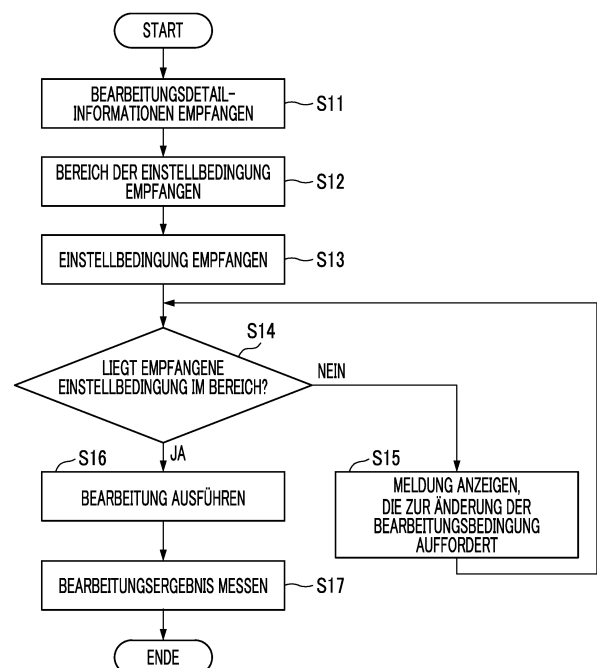 START
BEARBEITUNGSDETAIL-
INFORMATIONEN EMPFANGEN
S11
BEREICH DER EINSTELLBEDINGUNG
EMPFANGEN
S12
EINSTELLBEDINGUNG EMPFANGEN
S13
S14
LIEGT EMPFANGENE
EINSTELLBEDINGUNG IM BEREICH?
NEIN
JA
S16
BEARBEITUNG AUSFÜHREN
S15
MELDUNG ANZEIGEN,
DIE ZUR ÄNDERUNG DER
BEARBEITUNGSBEDINGUNG
AUFFORDERT
BEARBEITUNGSERGEBNIS MESSEN
S17
ENDE